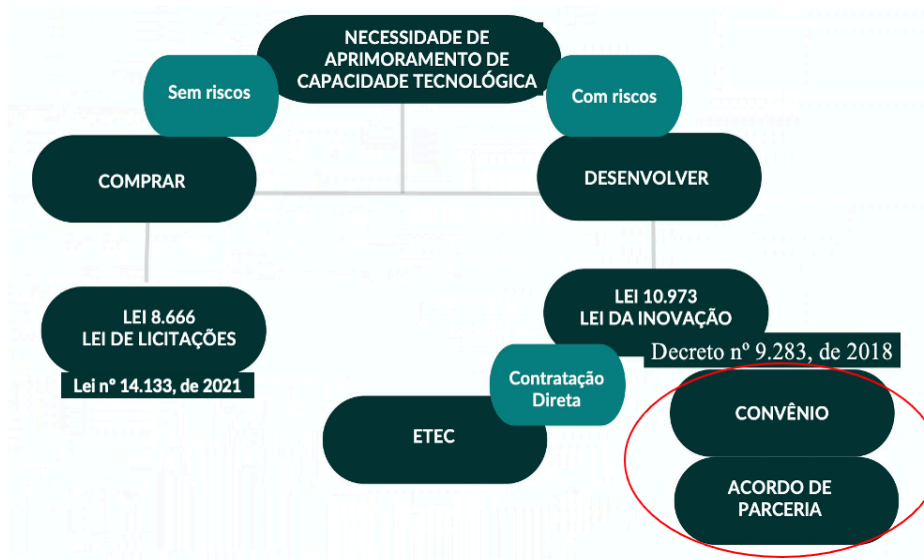 NECESSIDADE DE
APRIMORAMENTO DE
CAPACIDADE TECNOLÓGICA
Sem riscos
Com riscos
COMPRAR
DESENVOLVER
LEI 8.666
LEI DE LICITAÇÕES
Lei nº 14.133, de 2021
LEI 10.973
LEI DA INOVAÇÃO
Decreto nº 9.283, de 2018
Contratação
Direta
ETEC
CONVÊNIO
ACORDO DE
PARCERIA